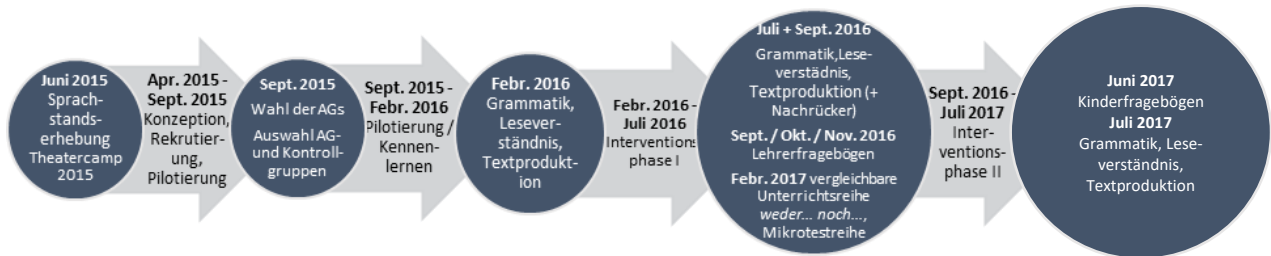 Juni 2015
Sprach-
standser-
hebung
Theatercamp
2015
Apr. 2015 -
Sept. 2015
Konzeption,
Rekrutier-
ung,
Pilotierung
Sept. 2015
Wahl der AGs
Auswahl AG-
und Kontroll-
gruppen
Sept. 2015 -
Febr. 2016
Pilotierung /
Kennen-
lernen
Febr. 2016
Grammatik,
Lesever-
ständnis,
Textprodukt-
ion
Febr. 2016 -
Juli 2016
Interventions
phase I
Juli + Sept. 2016
Grammatik,Lese-
verstädnis,
Textproduktion (+
Nachrücker)
Sept. / Okt. / Nov. 2016
Lehrerfragebögen
Febr. 2017 vergleichbare
Unterrichtsreihe
weder... noch...,
Mikrotestreihe
Sept. 2016 -
Juli 2017
Inter-
ventions-
phase II
Juni 2017
Kinderfragebögen
Juli 2017
Grammatik, Lese-
verständnis,
Textproduktion